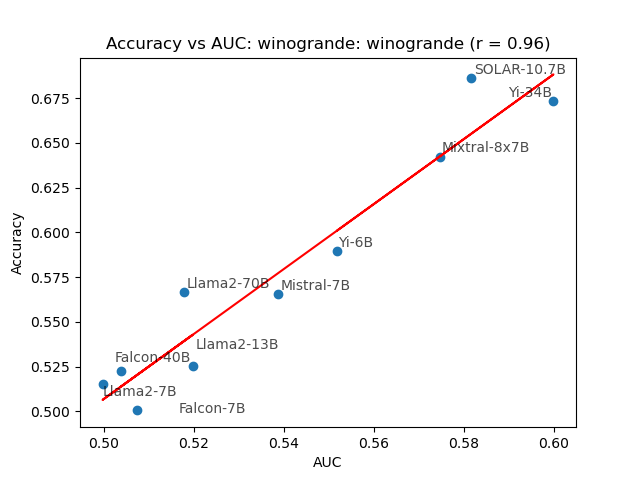 Accuracy vs AUC: winogrande: winogrande (r = 0.96)
SOLAR-10.7B
Yi-34B
Mixtral-8x7B
Yi-6B
Llama2-70B
Mistral-7B
Llama2-13B
Falcon-40B
Llama2-7B
Falcon-7B
Accuracy
0.675
0.650
0.625
0.600
0.575
0.550
0.525
0.500
0.50 0.52 0.54 0.56 0.58 0.60
AUC